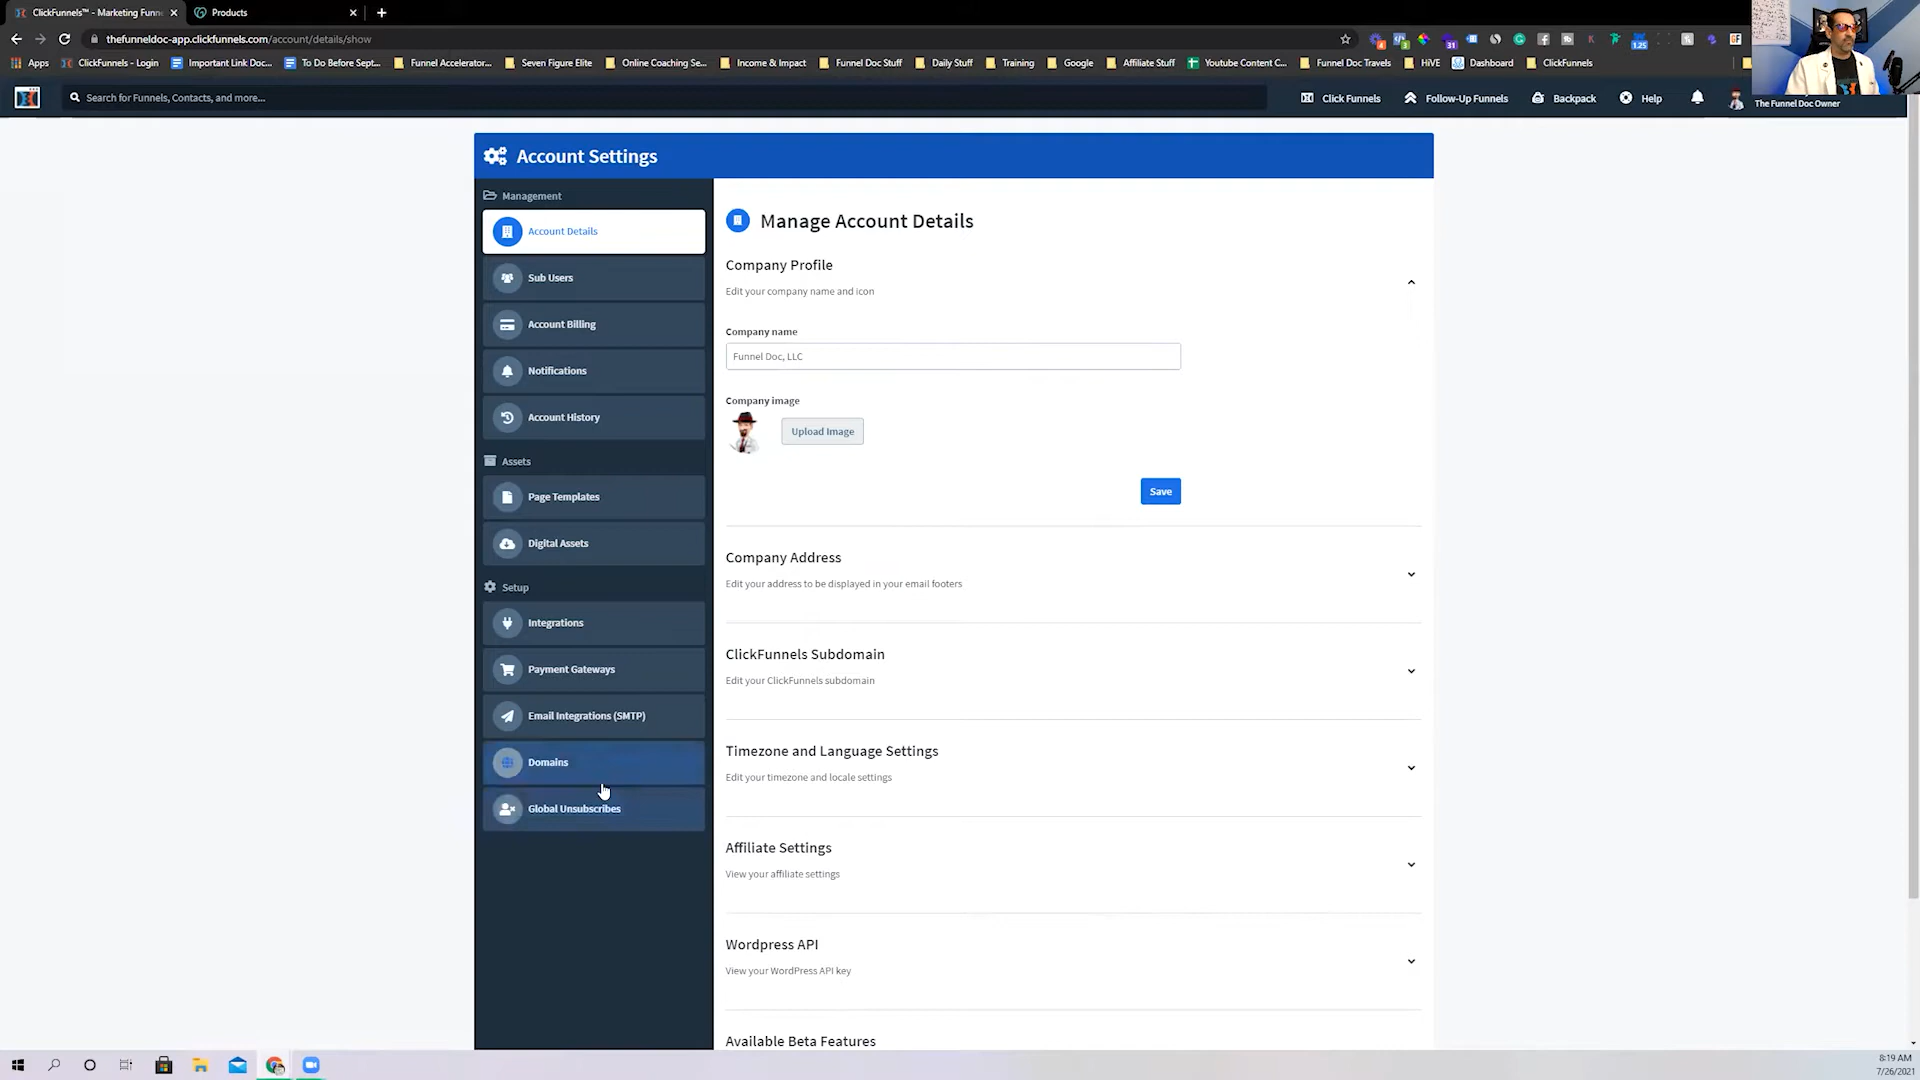 ClickFunnels™ - Marketing Funn
Products
thefunneldoc-app.clickfunnels.com/account/details/show
Apps
ClickFunnels - Login
Important Link Doc...
To Do Before Sept...
Funnel Accelerator...
Seven Figure Elite
Online Coaching Se...
Income & Impact
Funnel Doc Stuff
Daily Stuff
Training
Google
Affiliate Stuff
Youtube Content C...
Funnel Doc Travels
HiVE
Dashboard
ClickFunnels
Search for Funnels, Contacts, and more...
Click Funnels
Follow-Up Funnels
Backpack
Help
The Funnel Doc Owner
Account Settings
Management
Account Details
Sub Users
Account Billing
Notifications
Account History
Assets
Page Templates
Digital Assets
Setup
Integrations
Payment Gateways
Email Integrations (SMTP)
Domains
Global Unsubscribes
Manage Account Details
Company Profile
Edit your company name and icon
Company name
Funnel Doc, LLC
Company image
Upload Image
Save
Company Address
Edit your address to be displayed in your email footers
ClickFunnels Subdomain
Edit your ClickFunnels subdomain
Timezone and Language Settings
Edit your timezone and locale settings
Affiliate Settings
View your affiliate settings
Wordpress API
View your WordPress API key
Available Beta Features
8:19 AM
7/26/2021